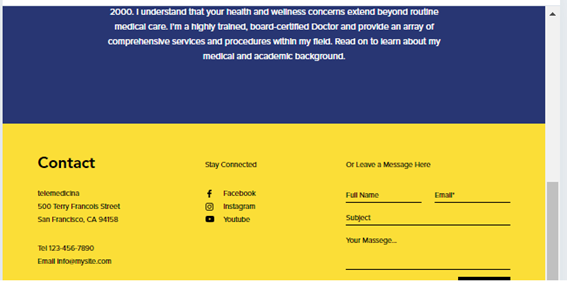 2000. I understand that your health and wellness concerns extend beyond routine
medical care. I'm a highly trained, board-certified Doctor and provide an array of
comprehensive services and procedures within my field. Read on to learn about my
medical and academic background.
Contact
telemedicina
500 Terry Francois Street
San Francisco, CA 94158
Tel 123-456-7890
Email info@mysite.com
Stay Connected
Facebook
Instagram
Youtube
Or Leave a Message Here
Full Name
Email*
Subject
Your Massege...